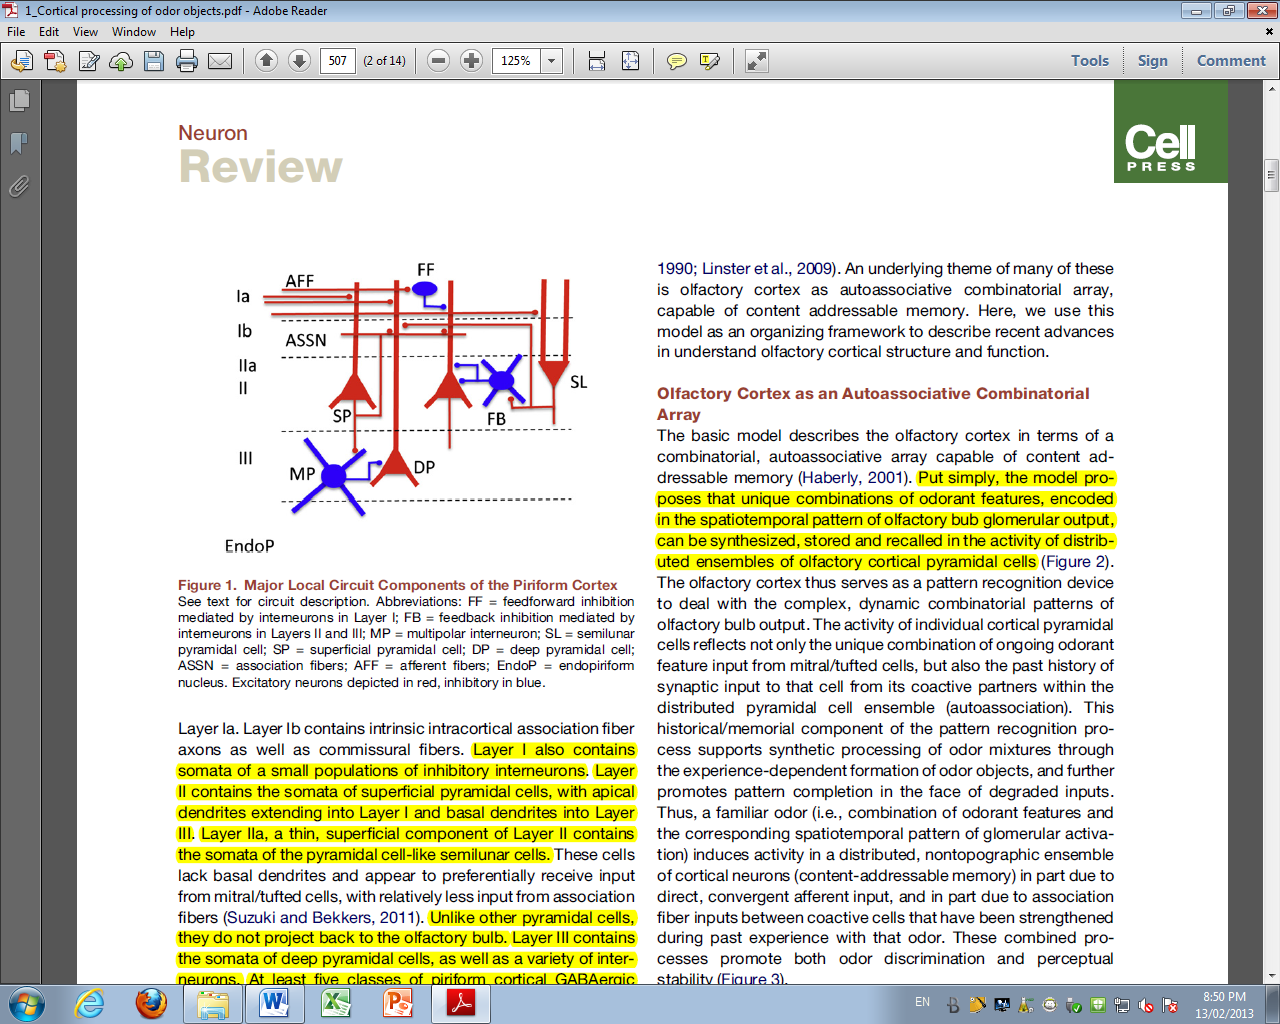 1_Cortical processing of odor objects.pdf - Adobe Reader
File Edit View Window Help
507 (2 of 14) 125% Tools Sign Comment
Neuron
Review
Cell
PRESS
AFF
FF
Ia
Ib
ASSN
IIa
II
SL
SP
FB
III
MP
DP
EndoP
Figure 1. Major Local Circuit Components of the Piriform Cortex
See text for circuit description. Abbreviations: FF = feedforward inhibition
mediated by interneurons in Layer I; FB = feedback inhibition mediated by
interneurons in Layers II and III; MP = multipolar interneuron; SL = semilunar
pyramidal cell; SP = superficial pyramidal cell; DP = deep pyramidal cell;
ASSN = association fibers; AFF = afferent fibers; EndoP = endopiriform
nucleus. Excitatory neurons depicted in red, inhibitory in blue.
Layer Ia. Layer Ib contains intrinsic intracortical association fiber
axons as well as commissural fibers. Layer I also contains
somata of a small populations of inhibitory interneurons. Layer
II contains the somata of superficial pyramidal cells, with apical
dendrites extending into Layer I and basal dendrites into Layer
III. Layer IIa, a thin, superficial component of Layer II contains
the somata of the pyramidal cell-like semilunar cells. These cells
lack basal dendrites and appear to preferentially receive input
from mitral/tufted cells, with relatively less input from association
fibers (Suzuki and Bekkers, 2011). Unlike other pyramidal cells,
they do not project back to the olfactory bulb. Layer III contains
the somata of deep pyramidal cells, as well as a variety of inter-
neurons. At least five classes of piriform cortical GABAergic
1990; Linster et al., 2009). An underlying theme of many of these
is olfactory cortex as autoassociative combinatorial array,
capable of content addressable memory. Here, we use this
model as an organizing framework to describe recent advances
in understand olfactory cortical structure and function.
Olfactory Cortex as an Autoassociative Combinatorial
Array
The basic model describes the olfactory cortex in terms of a
combinatorial, autoassociative array capable of content ad-
dressable memory (Haberly, 2001). Put simply, the model pro-
poses that unique combinations of odorant features, encoded
in the spatiotemporal pattern of olfactory bub glomerular output,
can be synthesized, stored and recalled in the activity of distrib-
uted ensembles of olfactory cortical pyramidal cells (Figure 2).
The olfactory cortex thus serves as a pattern recognition device
to deal with the complex, dynamic combinatorial patterns of
olfactory bulb output. The activity of individual cortical pyramidal
cells reflects not only the unique combination of ongoing odorant
feature input from mitral/tufted cells, but also the past history of
synaptic input to that cell from its coactive partners within the
distributed pyramidal cell ensemble (autoassociation). This
historical/memorial component of the pattern recognition pro-
cess supports synthetic processing of odor mixtures through
the experience-dependent formation of odor objects, and further
promotes pattern completion in the face of degraded inputs.
Thus, a familiar odor (i.e., combination of odorant features and
the corresponding spatiotemporal pattern of glomerular activa-
tion) induces activity in a distributed, nontopographic ensemble
of cortical neurons (content-addressable memory) in part due to
direct, convergent afferent input, and in part due to association
fiber inputs between coactive cells that have been strengthened
during past experience with that odor. These combined pro-
cesses promote both odor discrimination and perceptual
stability (Figure 3).
EN
8:50 PM
13/02/2013